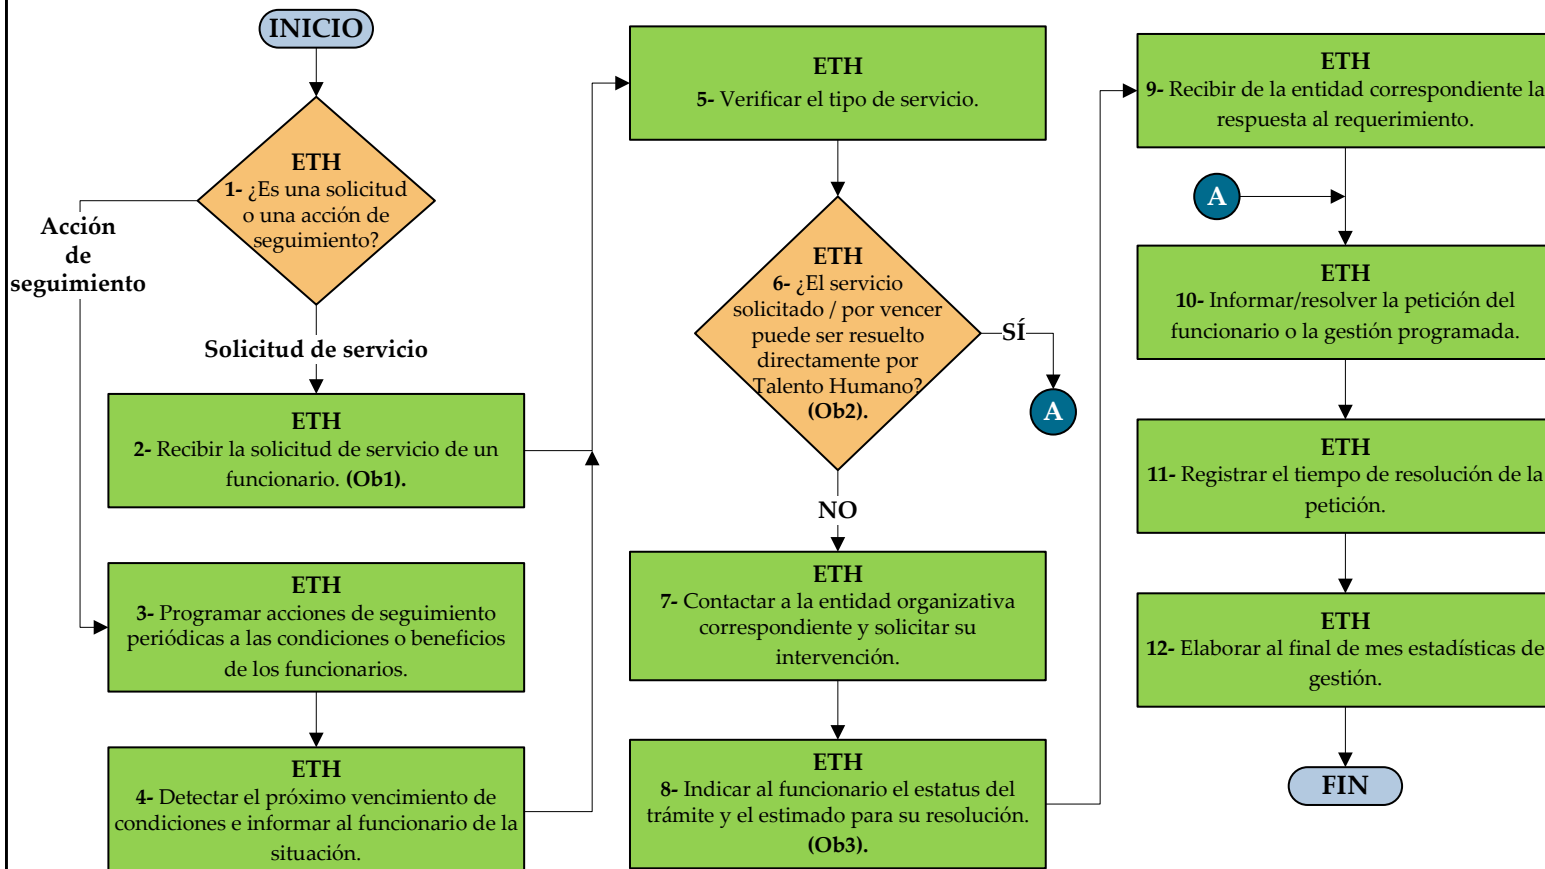 INICIO
ETH
1- ¿Es una solicitud
o una acción de
seguimiento?
Acción
de
seguimiento
Solicitud de servicio
ETH
2- Recibir la solicitud de servicio de un
funcionario. (Ob1).
ETH
3- Programar acciones de seguimiento
periódicas a las condiciones o beneficios
de los funcionarios.
ETH
4- Detectar el próximo vencimiento de
condiciones e informar al funcionario de la
situación.
ETH
5- Verificar el tipo de servicio.
ETH
6- ¿El servicio
solicitado / por vencer
puede ser resuelto
directamente por
Talento Humano?
(Ob2).
SÍ
A
NO
ETH
7- Contactar a la entidad organizativa
correspondiente y solicitar su
intervención.
ETH
8- Indicar al funcionario el estatus del
trámite y el estimado para su resolución.
(Ob3).
ETH
9- Recibir de la entidad correspondiente la
respuesta al requerimiento.
A
ETH
10- Informar/resolver la petición del
funcionario o la gestión programada.
ETH
11- Registrar el tiempo de resolución de la
petición.
ETH
12- Elaborar al final de mes estadísticas de
gestión.
FIN